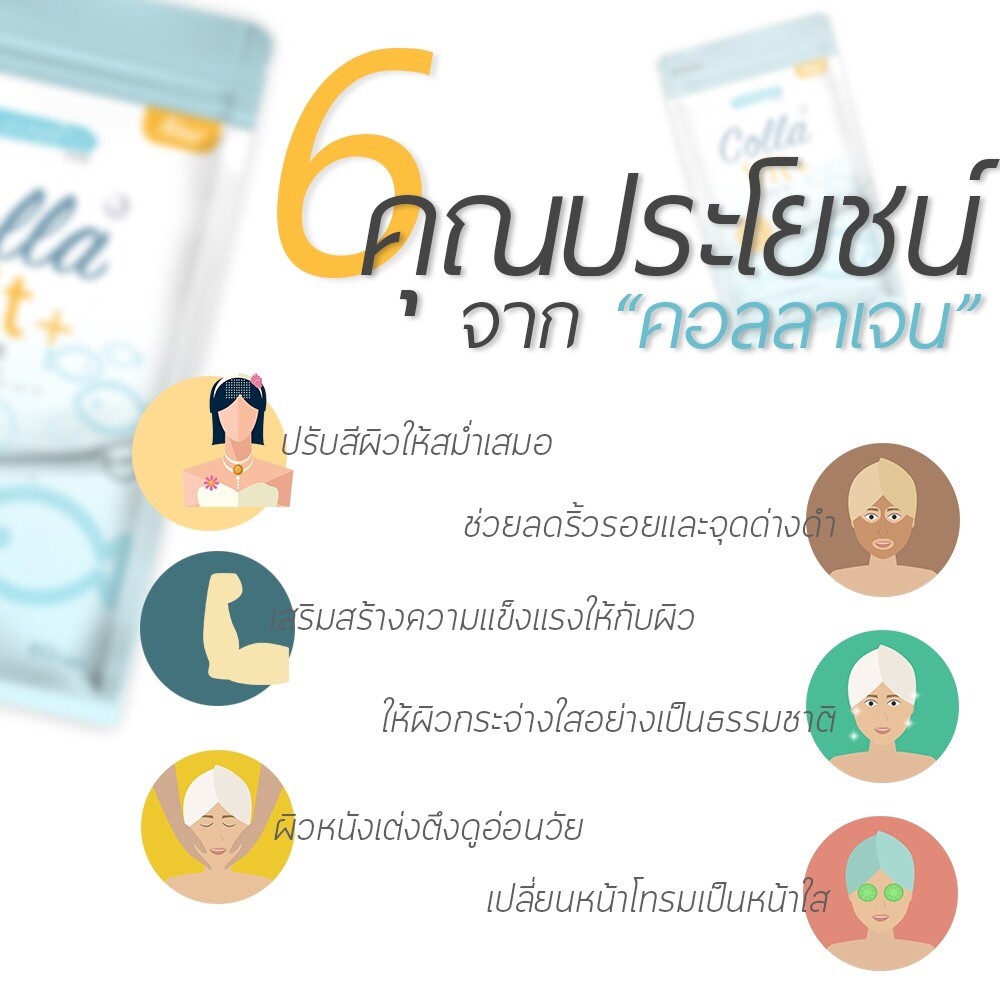 6
คุณประโยชน์
จาก "คอลลาเจน"
Colla
lla
t+
ปรับสีผิวให้สม่ำเสมอ
ช่วยลดริ้วรอยและจุดด่างดำ
เสริมสร้างความแข็งแรงให้กับผิว
ให้ผิวกระจ่างใสอย่างเป็นธรรมชาติ
ผิวหนังเต่งตึงดูอ่อนวัย
เปลี่ยนหน้าโทรมเป็นหน้าใส